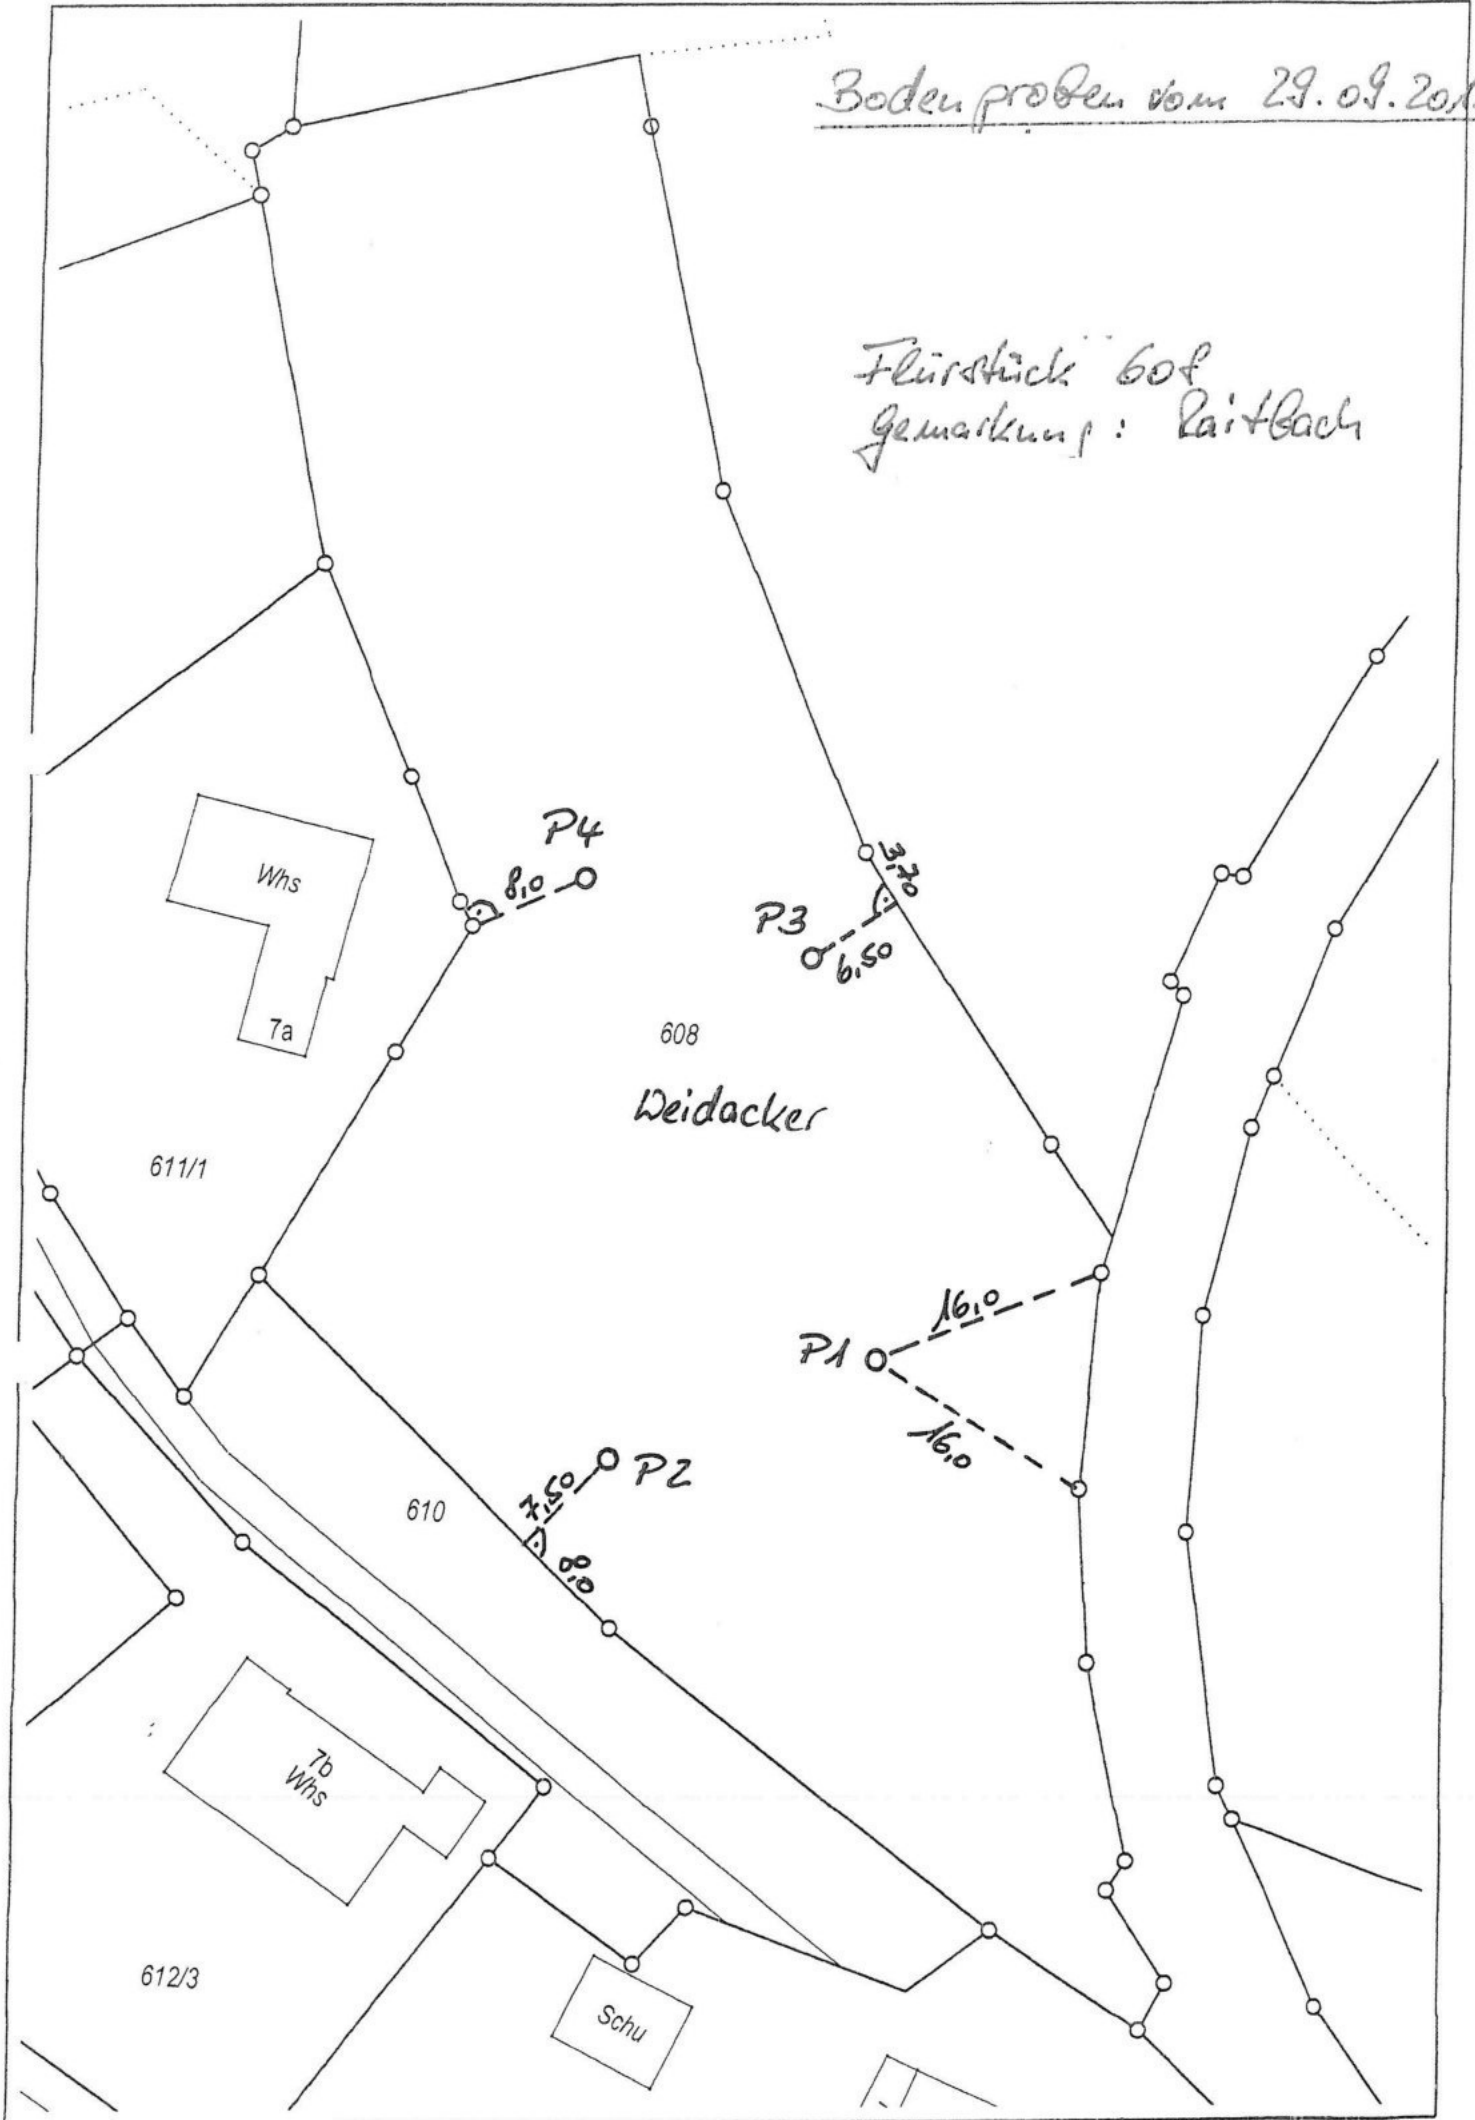 Bodenproben vom 29.09.201
Flurstück 608
Gemarkung: Raitbach
P4
8,0
Whs
7a
3,70
P3
6,50
608
Weidacker
611/1
16,0
P1
16,0
P2
7,50
8,0
610
7b
Whs
612/3
Schu